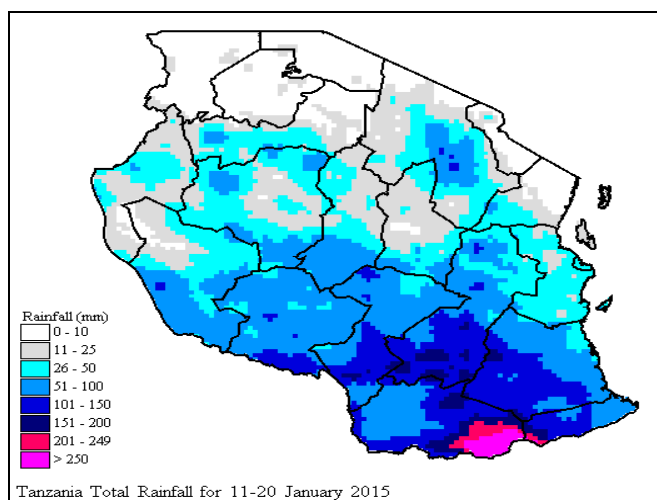 Rainfall (mm)
0 - 10
11 - 25
26 - 50
51 - 100
101 - 150
151 - 200
201 - 249
> 250
Tanzania Total Rainfall for 11-20 January 2015